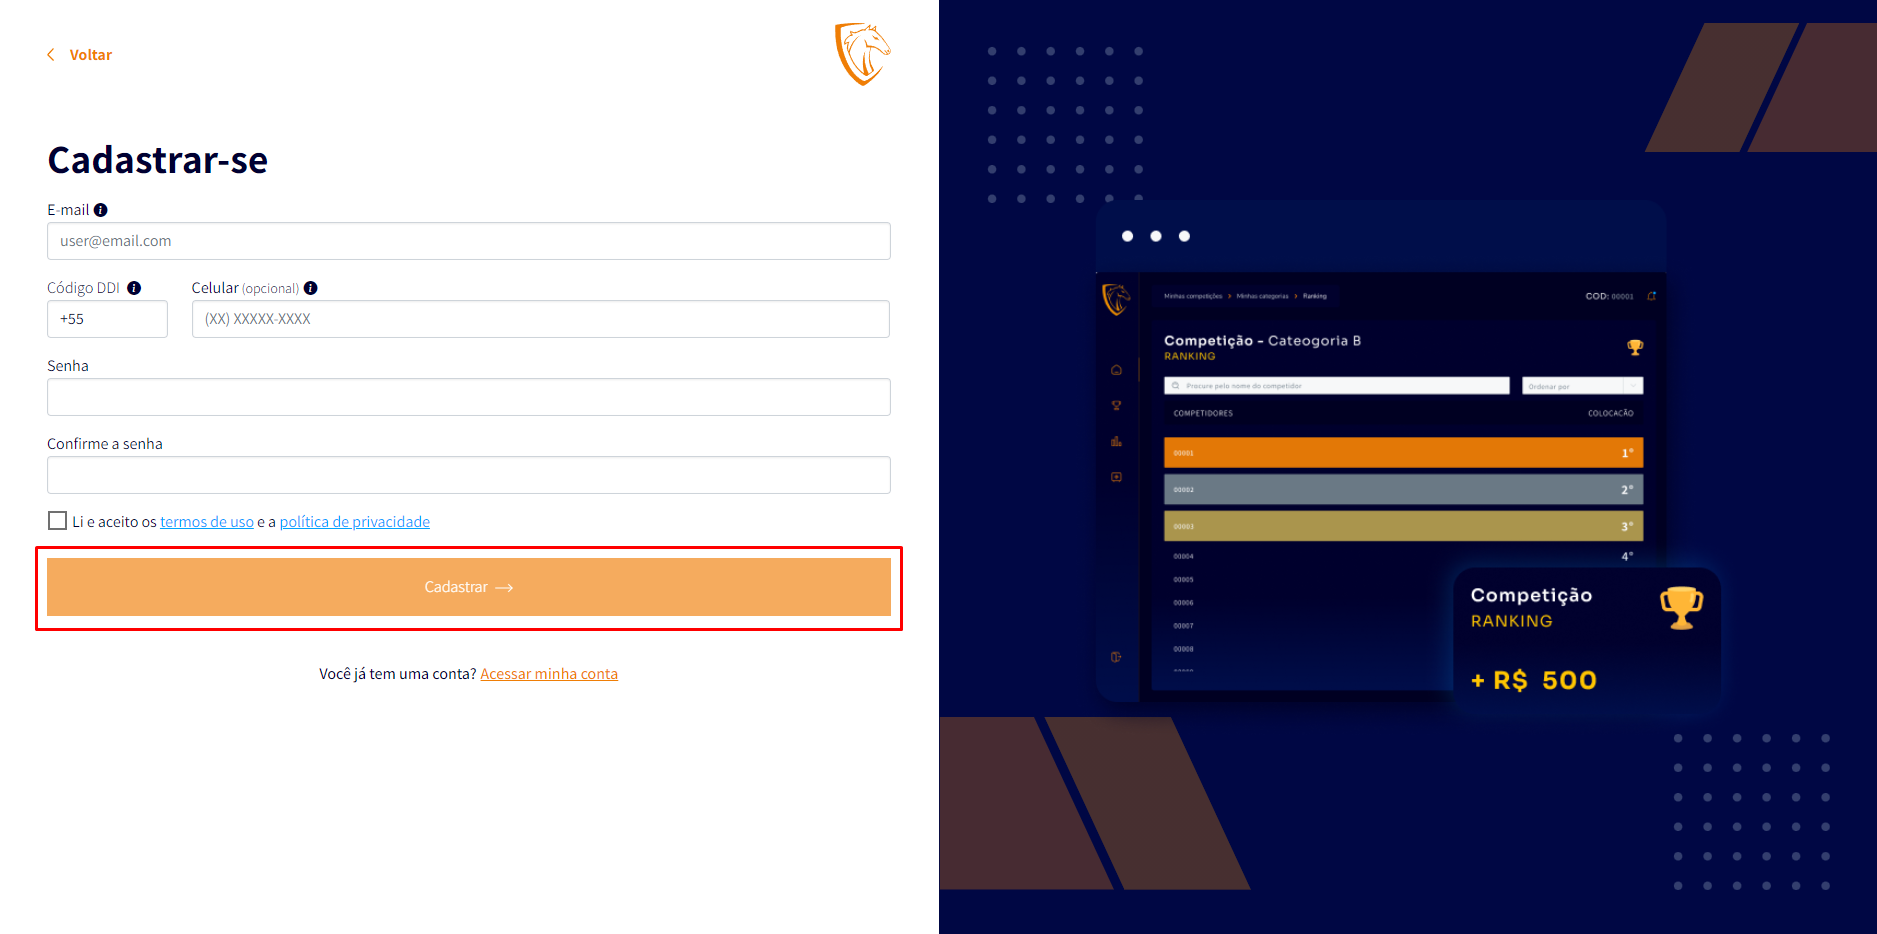 Voltar
Cadastrar-se
E-mail
user@email.com
Código DDI
Celular (opcional)
+55
(XX) XXXXX-XXXX
Senha
Confirme a senha
Li e aceito os termos de uso e a política de privacidade
Cadastrar
Você já tem uma conta? Acessar minha conta
Minhas competições > Minhas categorias > Ranking
COD: 00001
Competição - Cateogoria B
RANKING
Procure pelo nome do competidor
Ordenar por
COMPETIDORES
COLOCACÃO
00001
1°
00002
2°
00003
3°
00004
4°
00005
00006
00007
00008
Competição
RANKING
+ R$ 500